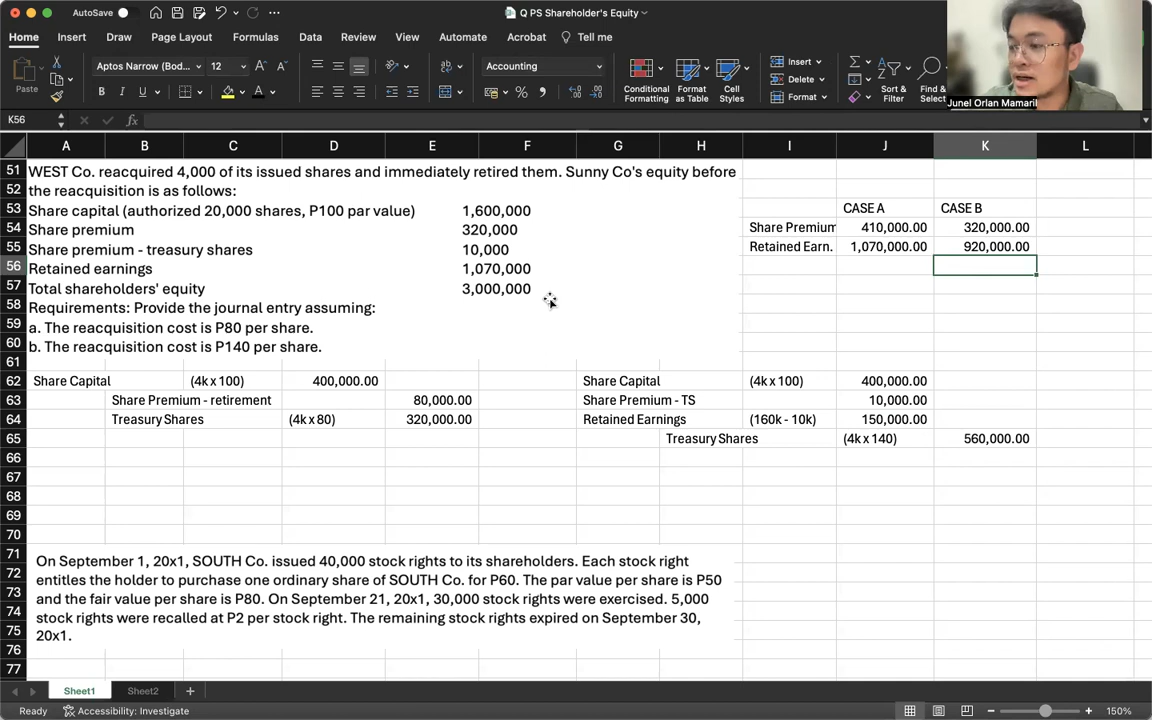 AutoSave
Q PS Shareholder's Equity
Home Insert Draw Page Layout Formulas Data Review View Automate Acrobat Tell me
Paste
Aptos Narrow (Bod... 12 A A
Accounting
B I U A
Conditional Formatting
Format as Table
Cell Styles
Insert
Delete
Format
Sort & Filter
Find &
Select
Junel Orlan Mamaril
K56 fx
A B C D E F G H I J K L
51 WEST Co. reacquired 4,000 of its issued shares and immediately retired them. Sunny Co's equity before
52 the reacquisition is as follows:
53 Share capital (authorized 20,000 shares, P100 par value) 1,600,000 CASE A CASE B
54 Share premium 320,000 Share Premium 410,000.00 320,000.00
55 Share premium - treasury shares 10,000 Retained Earn. 1,070,000.00 920,000.00
56 Retained earnings 1,070,000
57 Total shareholders' equity 3,000,000
58 Requirements: Provide the journal entry assuming:
59 a. The reacquisition cost is P80 per share.
60 b. The reacquisition cost is P140 per share.
61
62 Share Capital (4k x 100) 400,000.00 Share Capital (4k x 100) 400,000.00
63 Share Premium - retirement 80,000.00 Share Premium - TS 10,000.00
64 Treasury Shares (4k x 80) 320,000.00 Retained Earnings (160k - 10k) 150,000.00
65 Treasury Shares (4k x 140) 560,000.00
66
67
68
69
70
71 On September 1, 20x1, SOUTH Co. issued 40,000 stock rights to its shareholders. Each stock right
72 entitles the holder to purchase one ordinary share of SOUTH Co. for P60. The par value per share is P50
73 and the fair value per share is P80. On September 21, 20x1, 30,000 stock rights were exercised. 5,000
74 stock rights were recalled at P2 per stock right. The remaining stock rights expired on September 30,
75 20x1.
76
77
Sheet1 Sheet2 +
Ready Accessibility: Investigate 150%